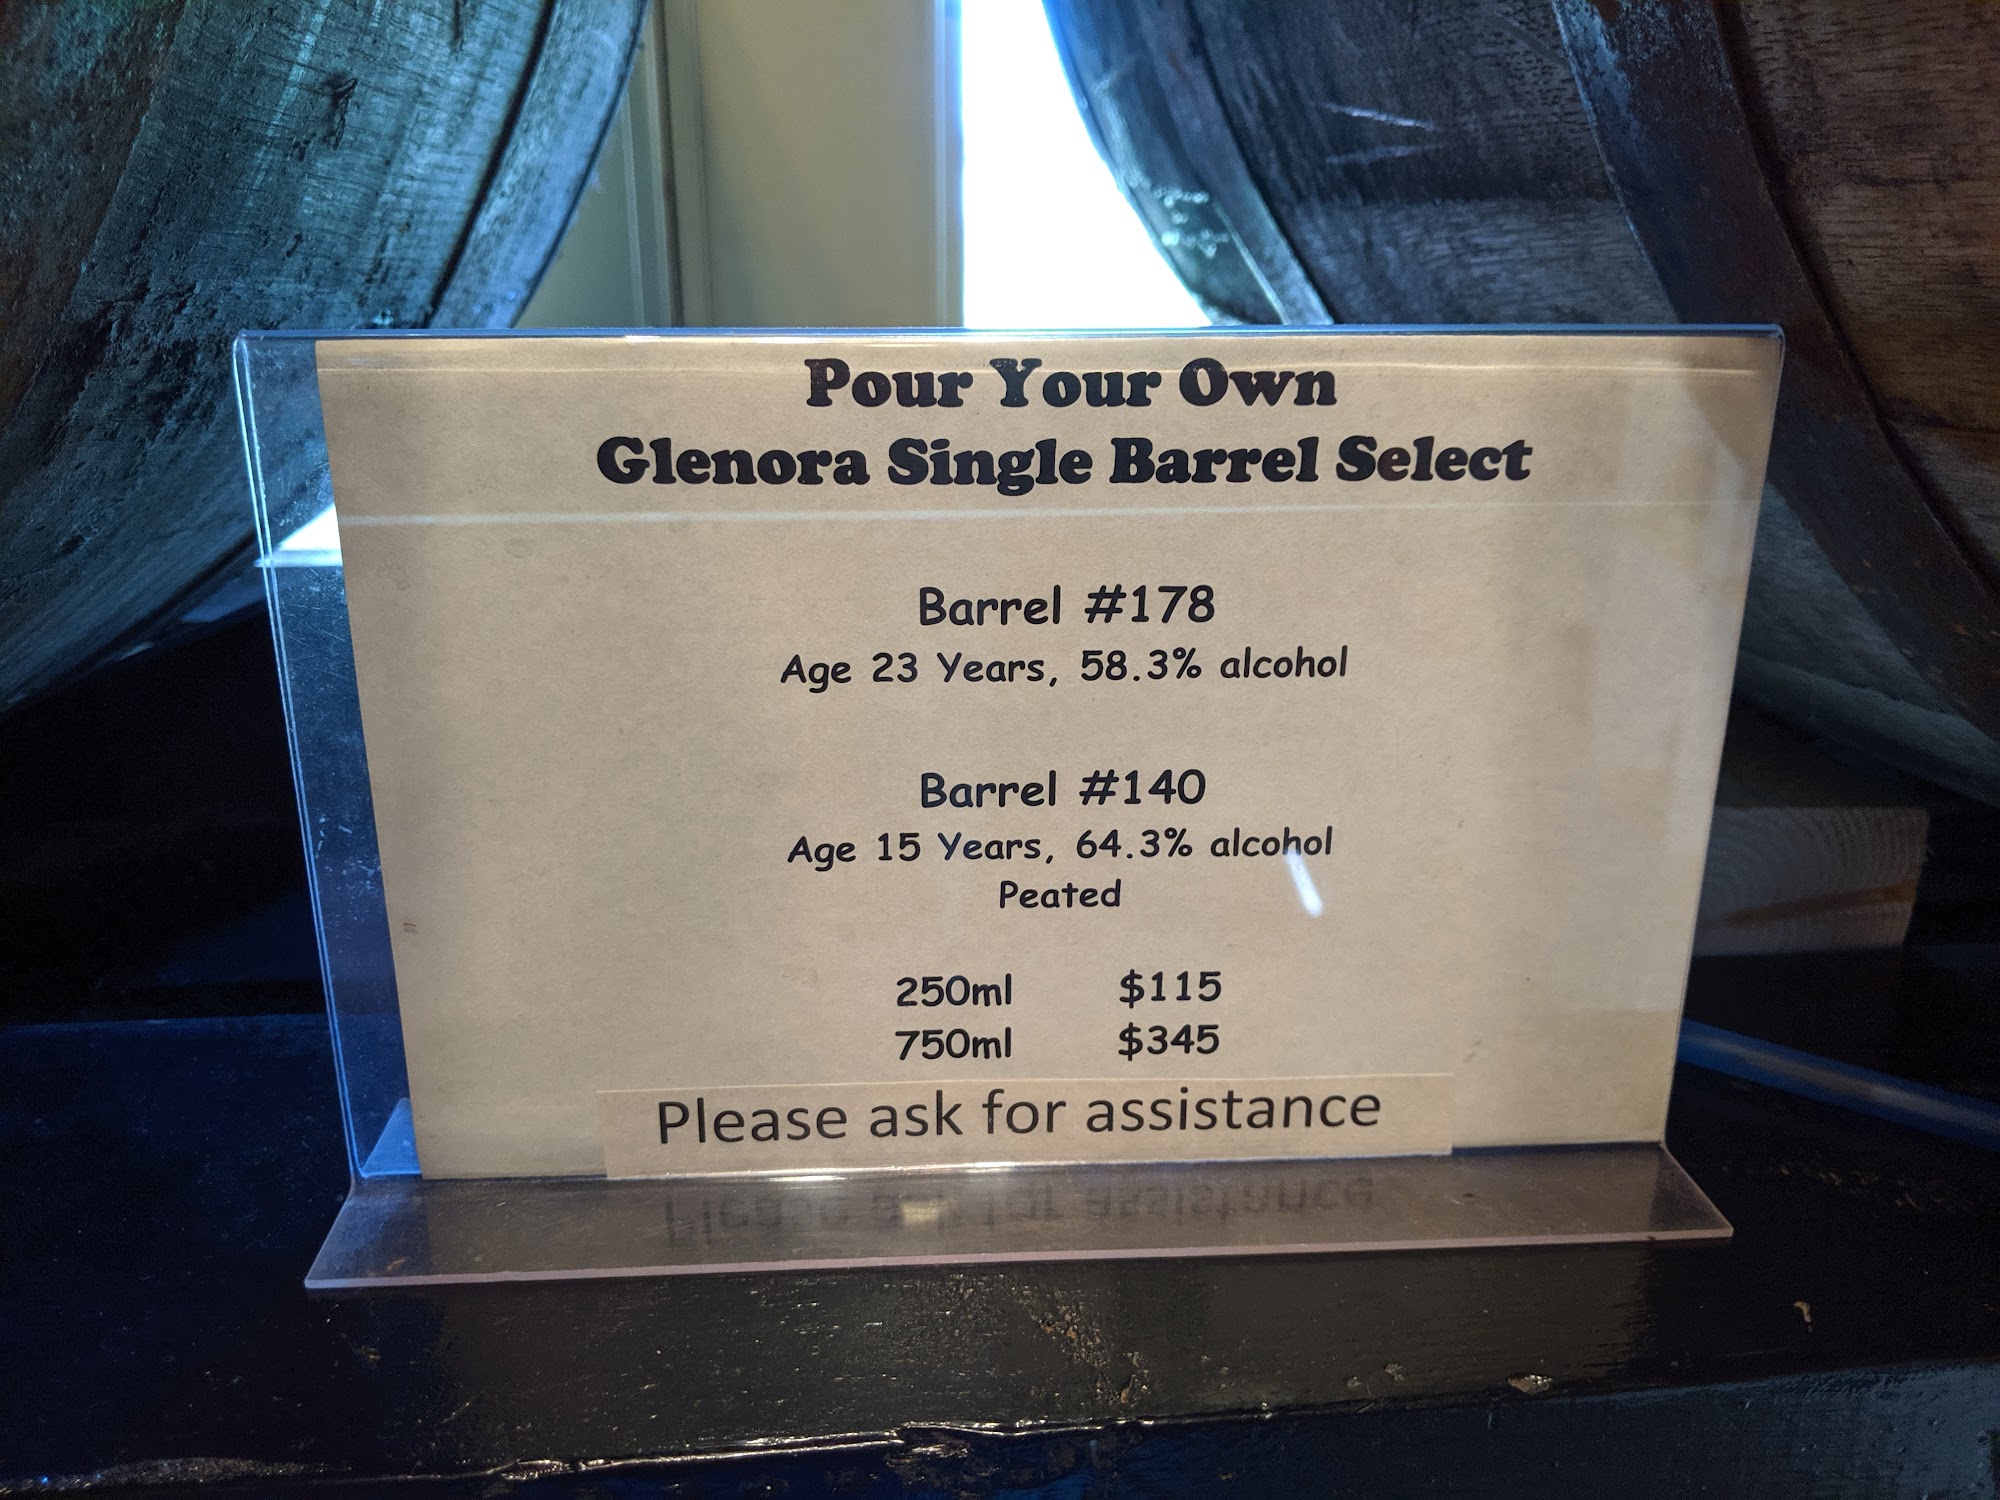 Pour Your Own
Glenora Single Barrel Select
Barrel #178
Age 23 Years, 58.3% alcohol
Barrel #140
Age 15 Years, 64.3% alcohol
Peated
250ml $115
750ml $345
Please ask for assistance